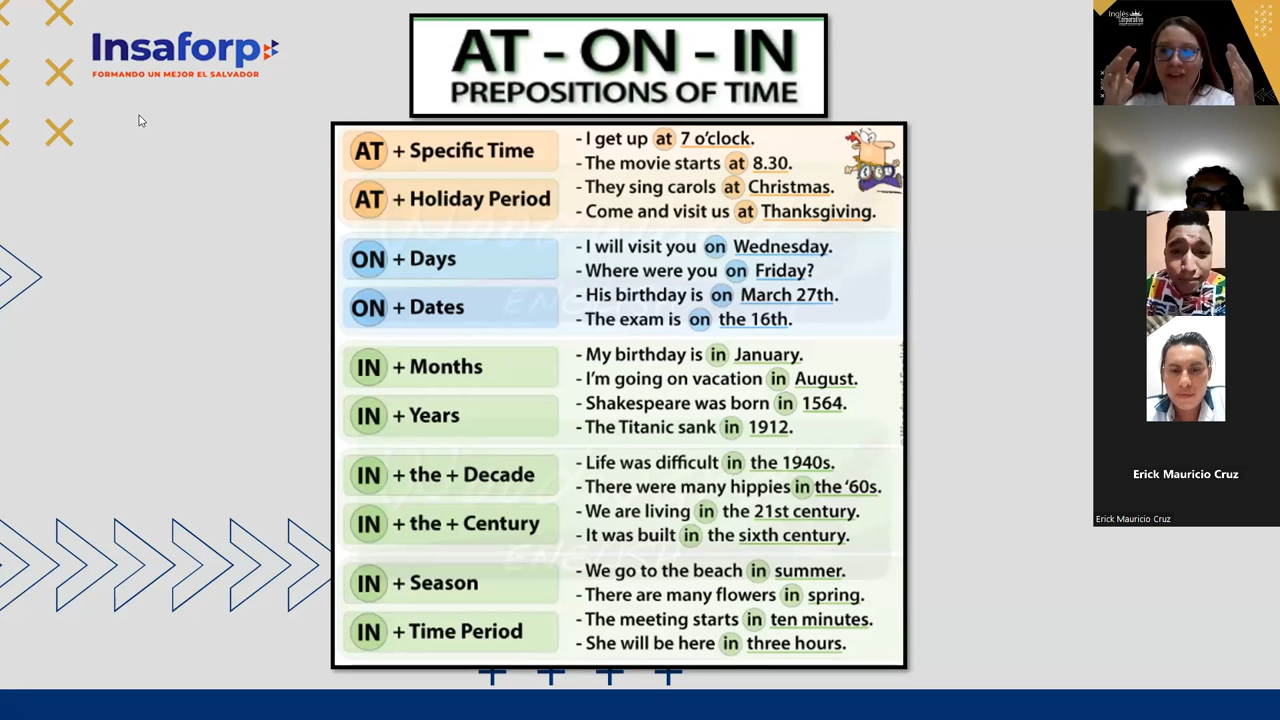 Insaforp
FORMANDO UN MEJOR EL SALVADOR
AT - ON - IN
PREPOSITIONS OF TIME
AT + Specific Time
- I get up at 7 o'clock.
- The movie starts at 8.30.
AT + Holiday Period
- They sing carols at Christmas.
- Come and visit us at Thanksgiving.
ON + Days
- I will visit you on Wednesday.
- Where were you on Friday?
ON + Dates
- His birthday is on March 27th.
- The exam is on the 16th.
IN + Months
- My birthday is in January.
- I'm going on vacation in August.
IN + Years
- Shakespeare was born in 1564.
- The Titanic sank in 1912.
IN + the + Decade
- Life was difficult in the 1940s.
- There were many hippies in the '60s.
IN + the + Century
- We are living in the 21st century.
- It was built in the sixth century.
IN + Season
- We go to the beach in summer.
- There are many flowers in spring.
IN + Time Period
- The meeting starts in ten minutes.
- She will be here in three hours.
ENGLISH
Inglés
Corporativo
Erick Mauricio Cruz
Erick Mauricio Cruz